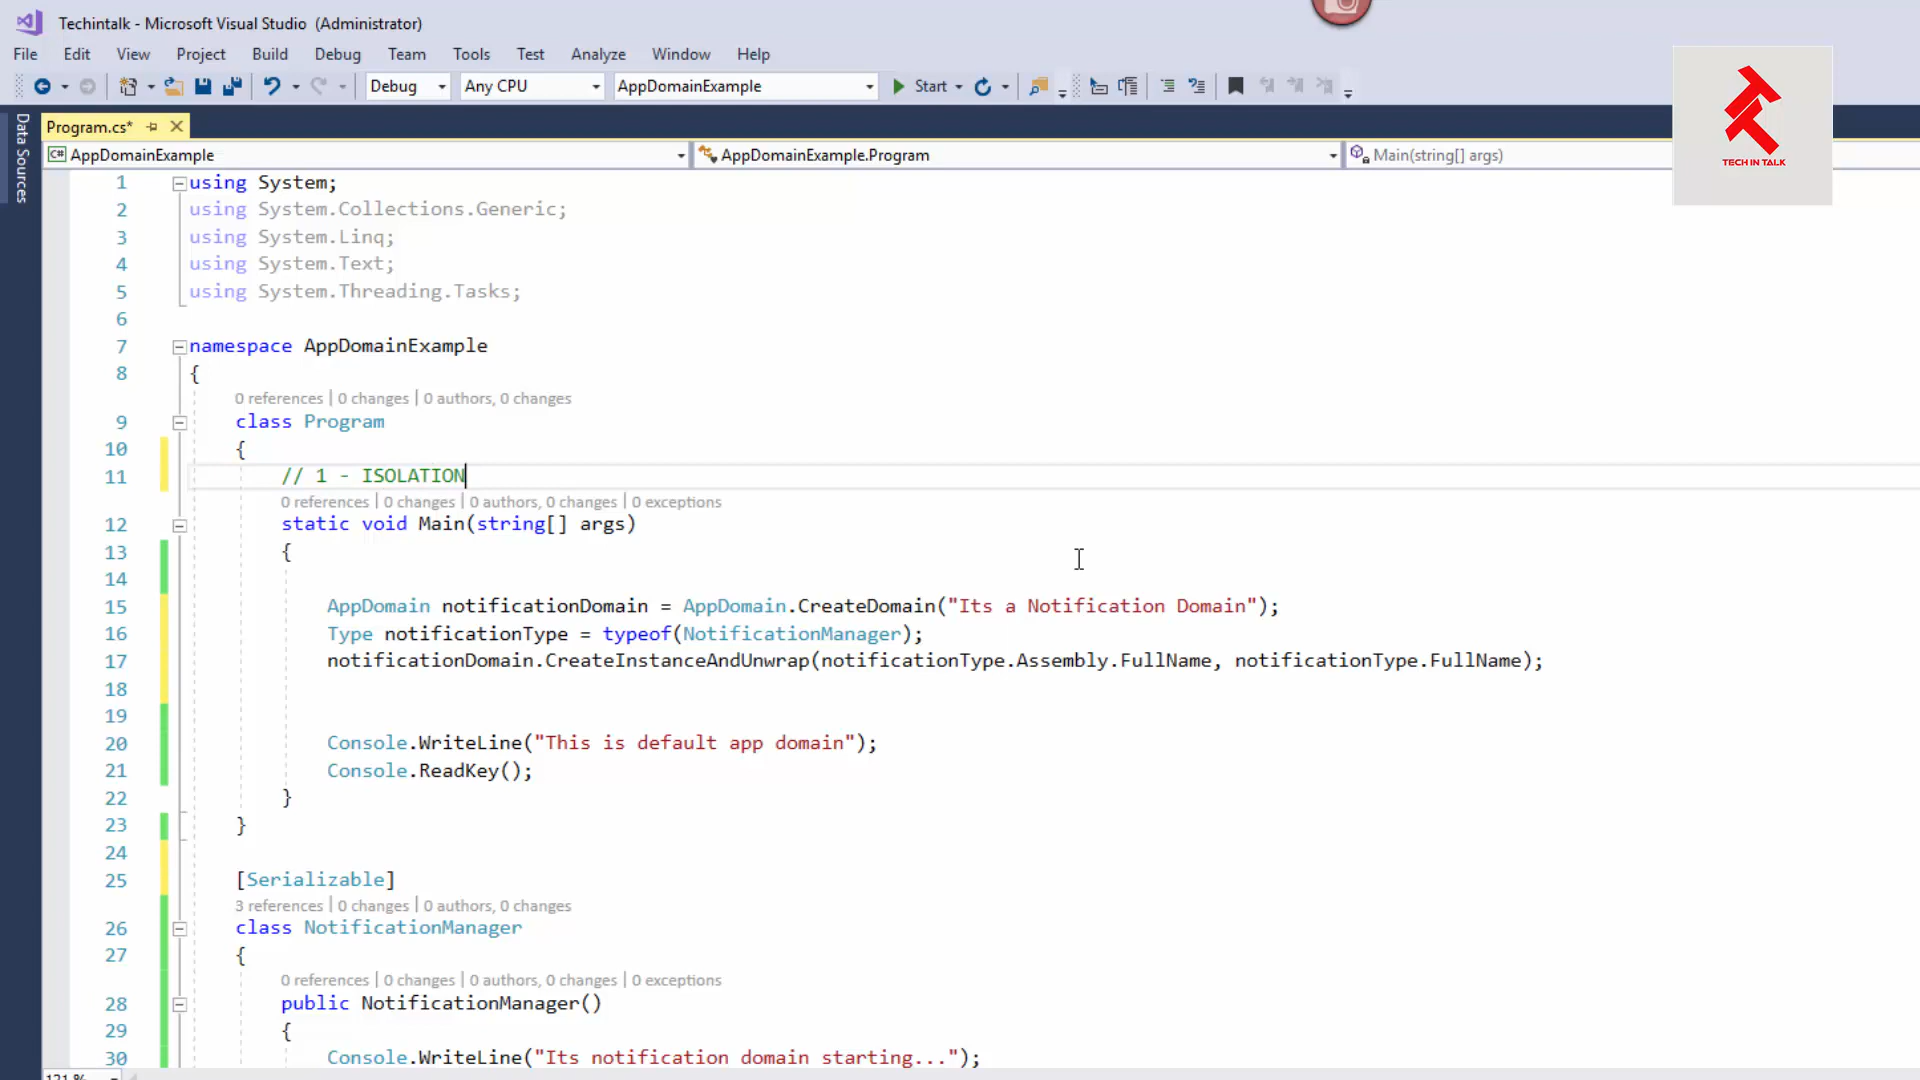 Techintalk - Microsoft Visual Studio (Administrator)
File Edit View Project Build Debug Team Tools Test Analyze Window Help
Debug Any CPU AppDomainExample Start
TECH IN TALK
Data Sources
Program.cs*
C# AppDomainExample AppDomainExample.Program Main(string[] args)
1 using System;
2 using System.Collections.Generic;
3 using System.Linq;
4 using System.Text;
5 using System.Threading.Tasks;
6
7 namespace AppDomainExample
8 {
0 references | 0 changes | 0 authors, 0 changes
9 class Program
10 {
11 // 1 - ISOLATION
0 references | 0 changes | 0 authors, 0 changes | 0 exceptions
12 static void Main(string[] args)
13 {
14
15 AppDomain notificationDomain = AppDomain.CreateDomain("Its a Notification Domain");
16 Type notificationType = typeof(NotificationManager);
17 notificationDomain.CreateInstanceAndUnwrap(notificationType.Assembly.FullName, notificationType.FullName);
18
19
20 Console.WriteLine("This is default app domain");
21 Console.ReadKey();
22 }
23 }
24
25 [Serializable]
3 references | 0 changes | 0 authors, 0 changes
26 class NotificationManager
27 {
0 references | 0 changes | 0 authors, 0 changes | 0 exceptions
28 public NotificationManager()
29 {
30 Console.WriteLine("Its notification domain starting...");
121 %